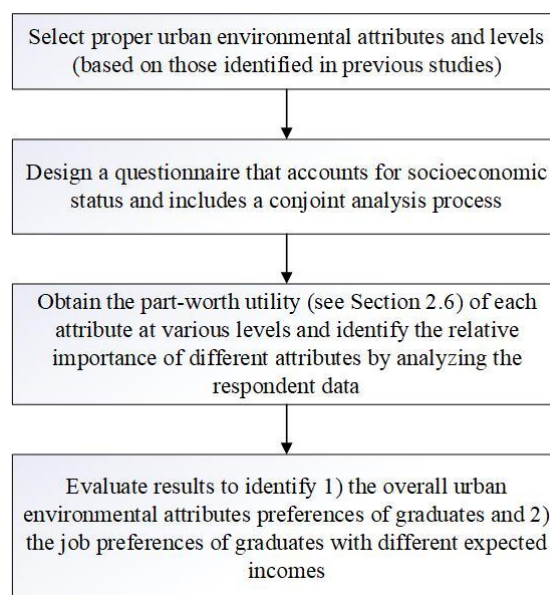 Select proper urban environmental attributes and levels
(based on those identified in previous studies)
Design a questionnaire that accounts for socioeconomic
status and includes a conjoint analysis process
Obtain the part-worth utility (see Section 2.6) of each
attribute at various levels and identify the relative
importance of different attributes by analyzing the
respondent data
Evaluate results to identify 1) the overall urban
environmental attributes preferences of graduates and 2)
the job preferences of graduates with different expected
incomes